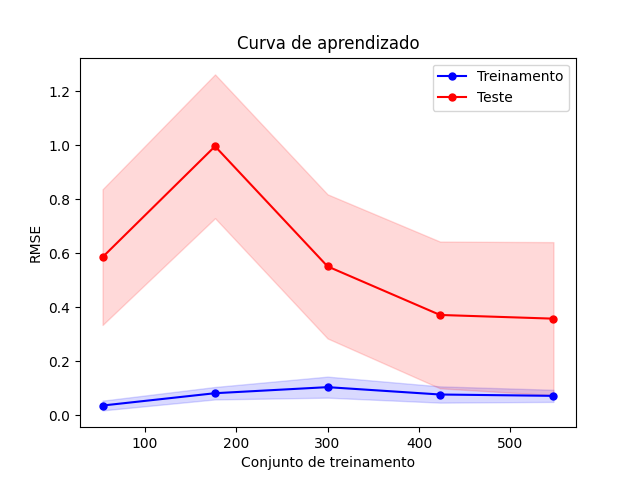 Curva de aprendizado
Treinamento
Teste
RMSE
1.2
1.0
0.8
0.6
0.4
0.2
0.0
100 200 300 400 500
Conjunto de treinamento